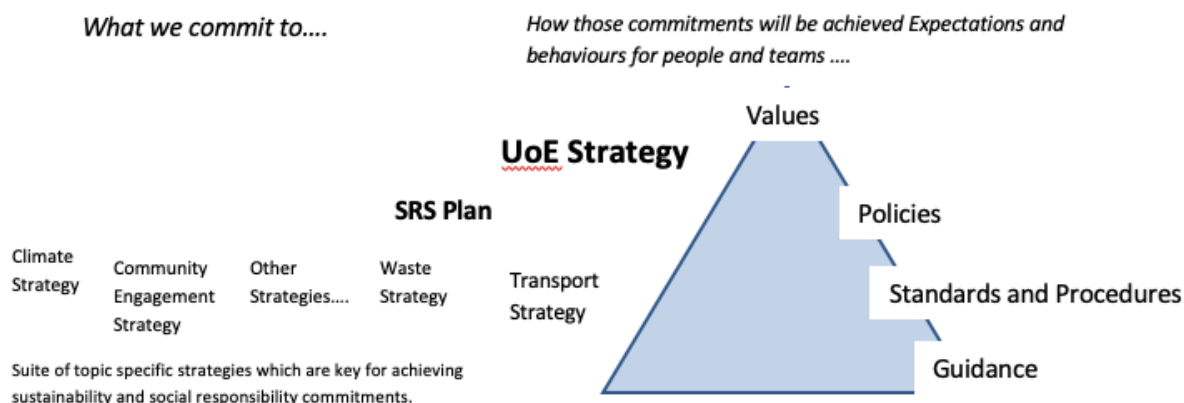 What we commit to....
How those commitments will be achieved Expectations and
behaviours for people and teams ....
Values
UoE Strategy
SRS Plan
Policies
Climate
Strategy
Community
Engagement
Strategy
Other
Strategies....
Waste
Strategy
Transport
Strategy
Standards and Procedures
Guidance
Suite of topic specific strategies which are key for achieving
sustainability and social responsibility commitments.